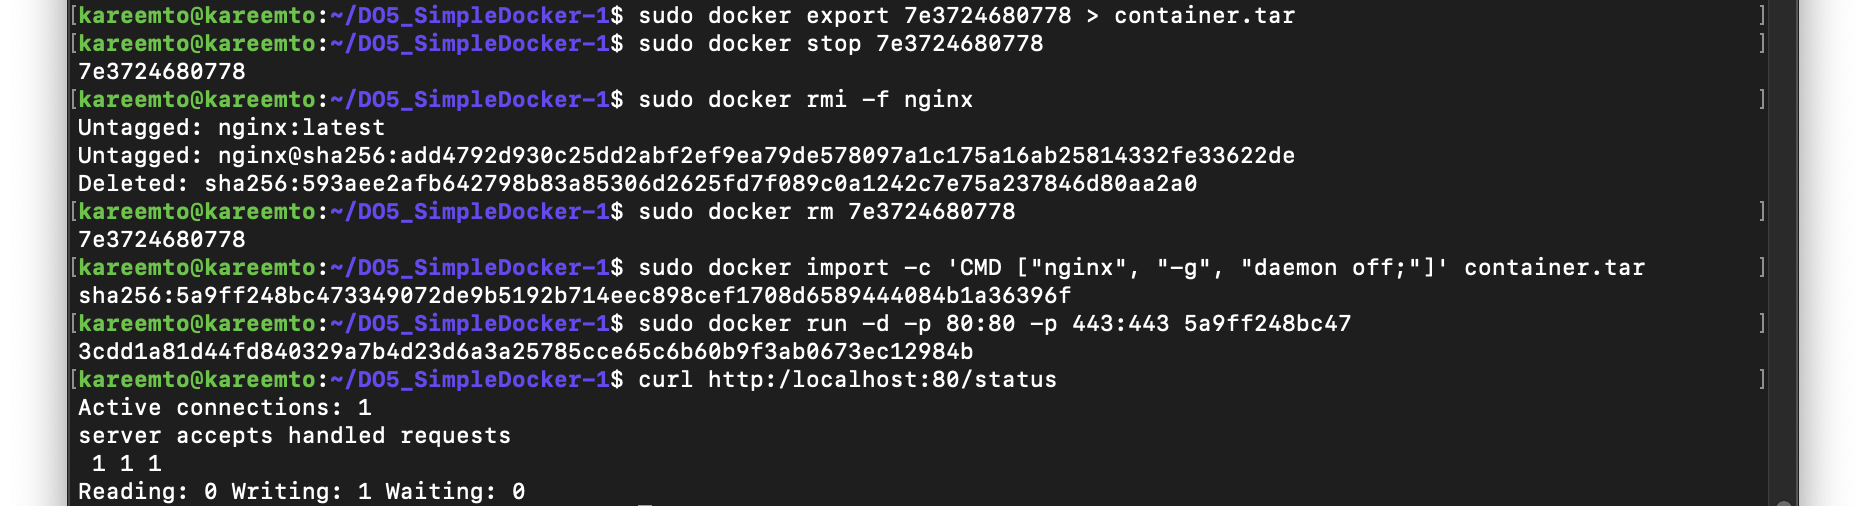 [kareemto@kareemto:~/DO5_SimpleDocker-1$ sudo docker export 7e3724680778 > container.tar ]
[kareemto@kareemto:~/DO5_SimpleDocker-1$ sudo docker stop 7e3724680778 ]
7e3724680778
[kareemto@kareemto:~/DO5_SimpleDocker-1$ sudo docker rmi -f nginx ]
Untagged: nginx:latest
Untagged: nginx@sha256:add4792d930c25dd2abf2ef9ea79de578097a1c175a16ab25814332fe33622de
Deleted: sha256:593aee2afb642798b83a85306d2625fd7f089c0a1242c7e75a237846d80aa2a0
[kareemto@kareemto:~/DO5_SimpleDocker-1$ sudo docker rm 7e3724680778 ]
7e3724680778
[kareemto@kareemto:~/DO5_SimpleDocker-1$ sudo docker import -c 'CMD ["nginx", "-g", "daemon off;"]' container.tar ]
sha256:5a9ff248bc473349072de9b5192b714eec898cef1708d6589444084b1a36396f
[kareemto@kareemto:~/DO5_SimpleDocker-1$ sudo docker run -d -p 80:80 -p 443:443 5a9ff248bc47 ]
3cdd1a81d44fd840329a7b4d23d6a3a25785cce65c6b60b9f3ab0673ec12984b
[kareemto@kareemto:~/DO5_SimpleDocker-1$ curl http:/localhost:80/status ]
Active connections: 1
server accepts handled requests
 1 1 1
Reading: 0 Writing: 1 Waiting: 0